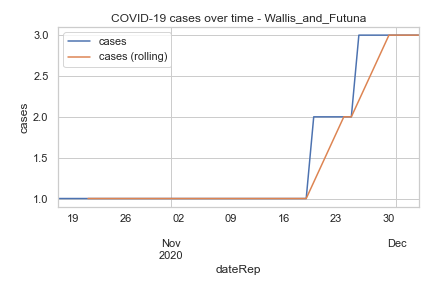 COVID-19 cases over time - Wallis_and_Futuna
cases
cases (rolling)
3.0
2.5
2.0
1.5
1.0
cases
19 26 02 09 16 23 30
Nov Dec
2020
dateRep